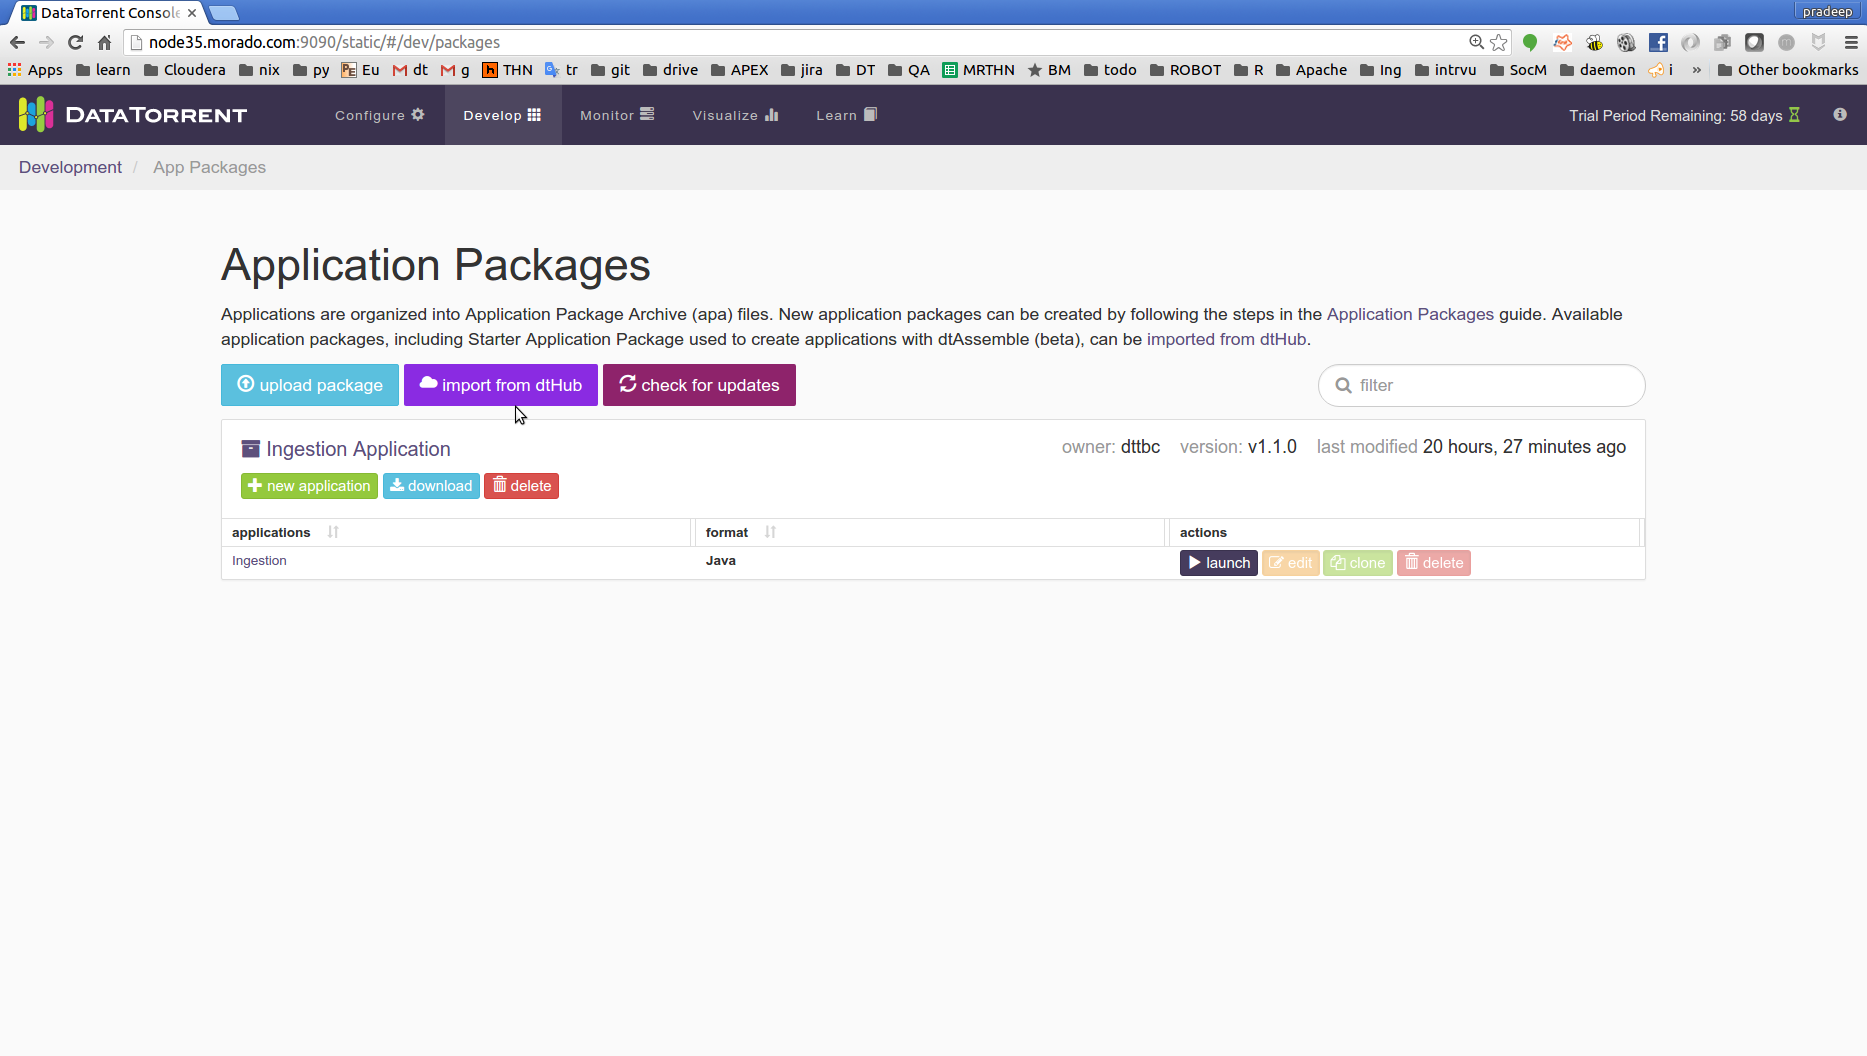 DataTorrent Consol
pradeep
node35.morado.com:9090/static/#/dev/packages
Apps learn Cloudera nix py Eu dt g THN tr git drive APEX jira DT QA MRTHN BM todo ROBOT R Apache Ing intrvu SocM daemon i » Other bookmarks
DATATORRENT Configure Develop Monitor Visualize Learn Trial Period Remaining: 58 days
Development / App Packages
Application Packages
Applications are organized into Application Package Archive (apa) files. New application packages can be created by following the steps in the Application Packages guide. Available
application packages, including Starter Application Package used to create applications with dtAssemble (beta), can be imported from dtHub.
upload package import from dtHub check for updates filter
Ingestion Application owner: dttbc version: v1.1.0 last modified 20 hours, 27 minutes ago
new application download delete
applications format actions
Ingestion Java launch edit clone delete